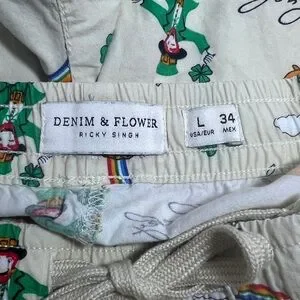 DENIM & FLOWER
RICKY SINGH
L 34
USA/EUR MEX